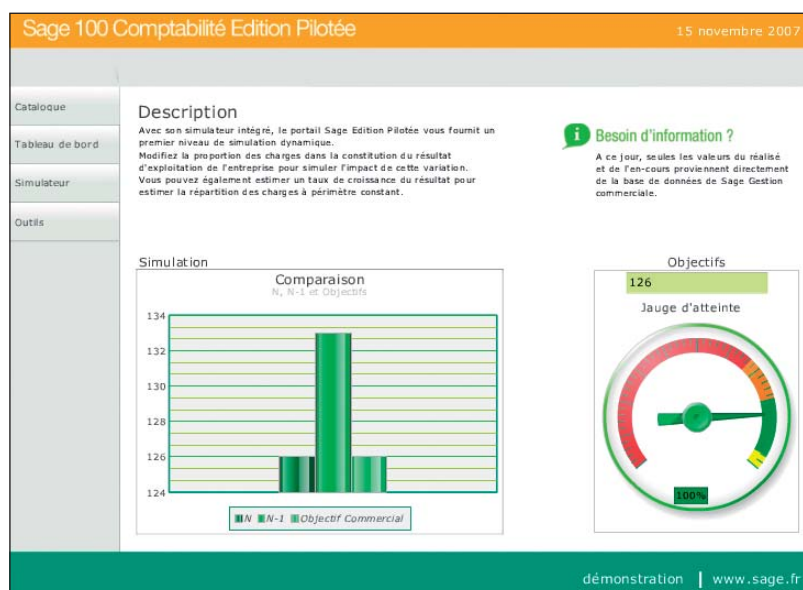 Sage 100 Comptabilité Edition Pilotée
15 novembre 2007
Catalogue
Tableau de bord
Simulateur
Outils
Description
Avec son simulateur intégré, le portail Sage Edition Pilotée vous fournit un
premier niveau de simulation dynamique.
Modifiez la proportion des charges dans la constitution du résultat
d'exploitation de l'entreprise pour simuler l'impact de cette variation.
Vous pouvez également estimer un taux de croissance du résultat pour
estimer la répartition des charges à périmètre constant.
i
Besoin d'information ?
A ce jour, seules les valeurs du réalisé
et de l'en-cours proviennent directement
de la base de données de Sage Gestion
commerciale.
Simulation
Comparaison
N, N-1 et Objectifs
134
132
130
128
126
124
N N-1 Objectif Commercial
Objectifs
126
Jauge d'atteinte
100%
démonstration | www.sage.fr